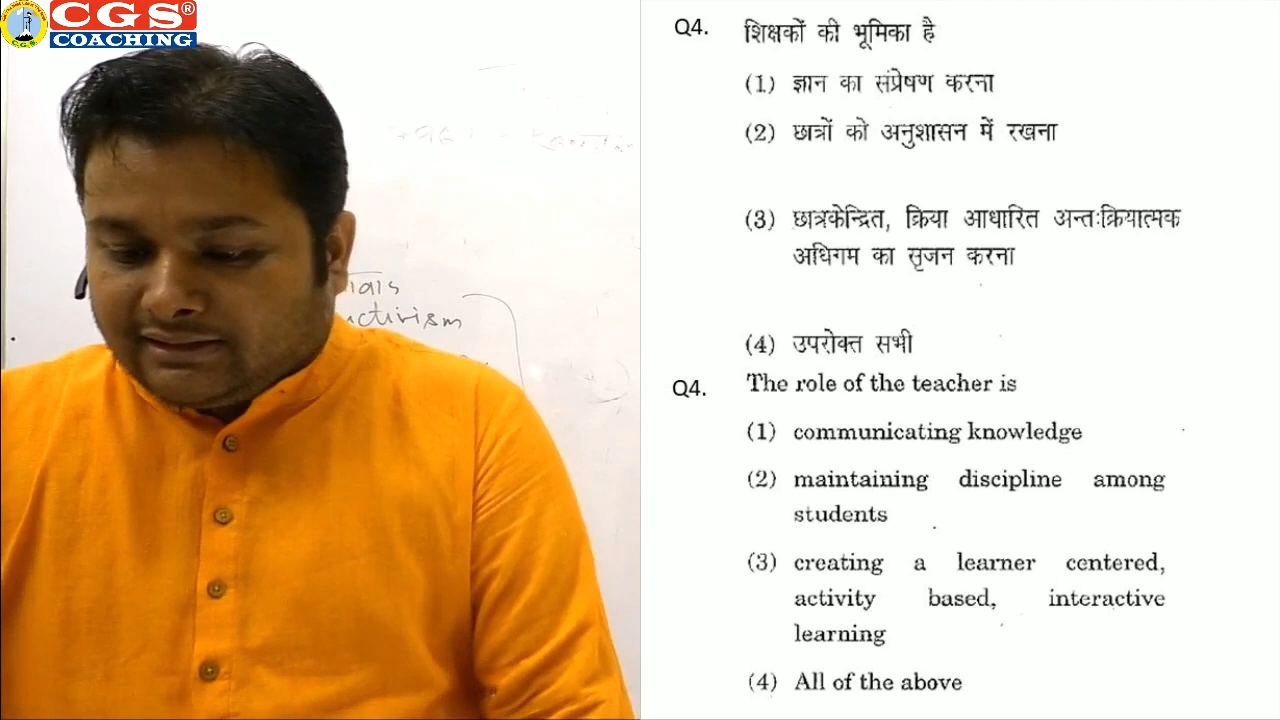 CGS®
COACHING
C.G.S.
uctivism
Q4. शिक्षकों की भूमिका है
(1) ज्ञान का संप्रेषण करना
(2) छात्रों को अनुशासन में रखना
(3) छात्रकेन्द्रित, क्रिया आधारित अन्तःक्रियात्मक
अधिगम का सृजन करना
(4) उपरोक्त सभी
Q4. The role of the teacher is
(1) communicating knowledge
(2) maintaining discipline among
students
(3) creating a learner centered,
activity based, interactive
learning
(4) All of the above